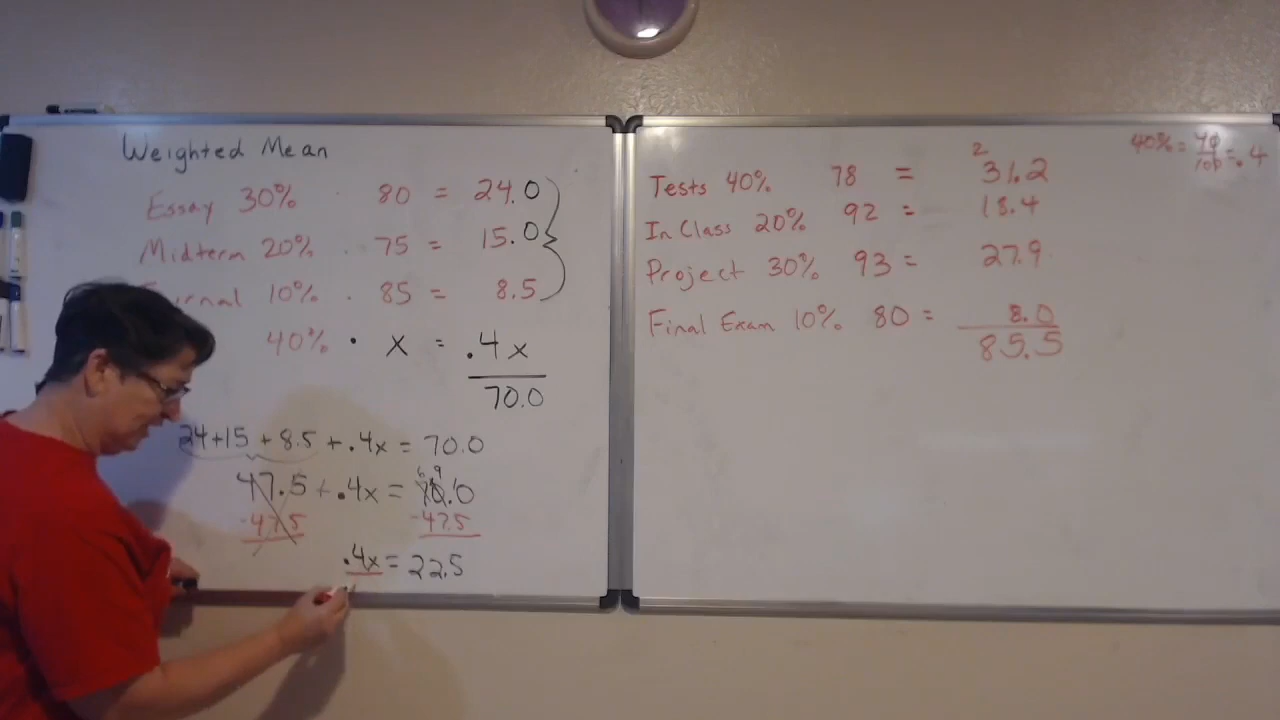 Weighted Mean
Essay 30% · 80 = 24.0
Midterm 20% · 75 = 15.0
10% · 85 = 8.5
40% · x = .4x
70.0
24+15 + 8.5 + .4x = 70.0
47.5 + .4x = 70.0
-47.5 -47.5
.4x = 22.5
40% = 40/100 = .4
Tests 40% 78 = 31.2
In Class 20% 92 = 18.4
Project 30% 93 = 27.9
Final Exam 10% 80 = 8.0
85.5